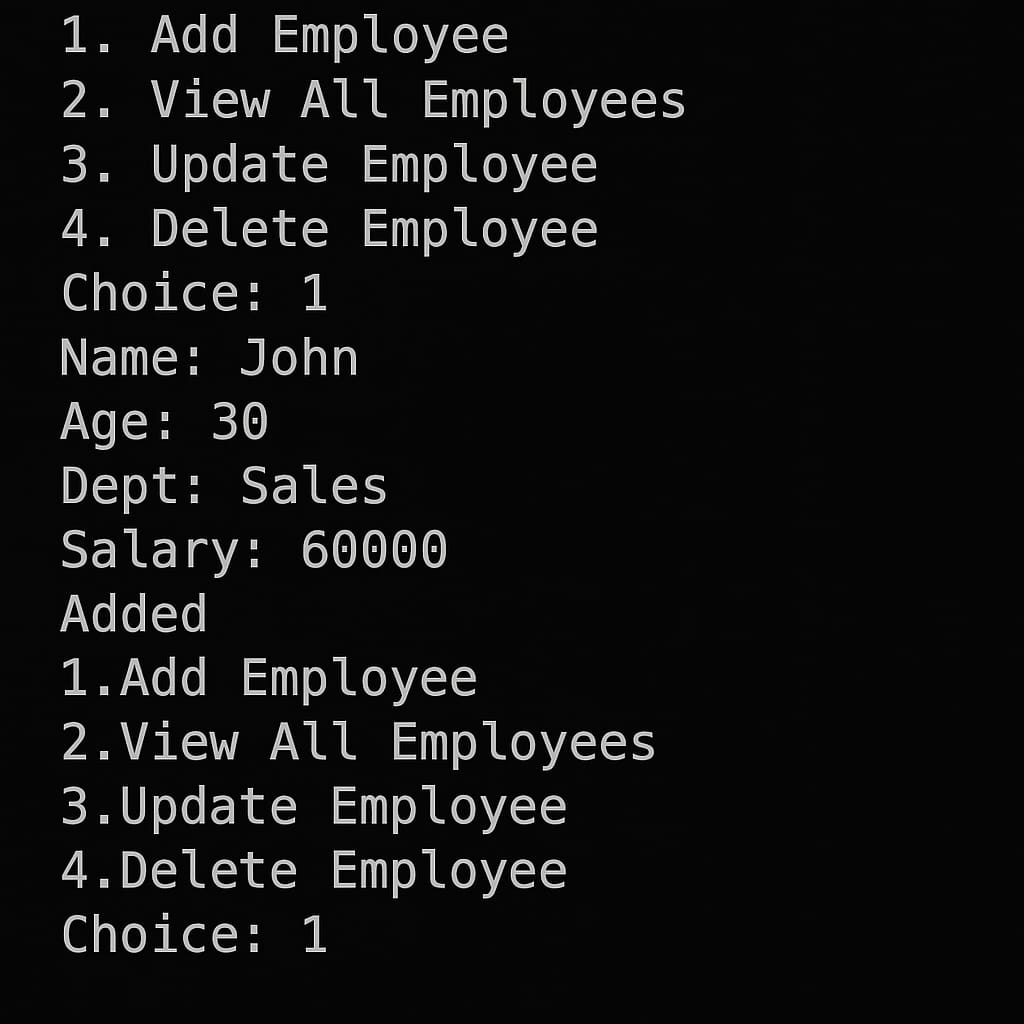 1. Add Employee
2. View All Employees
3. Update Employee
4. Delete Employee
Choice: 1
Name: John
Age: 30
Dept: Sales
Salary: 60000
Added
1.Add Employee
2.View All Employees
3.Update Employee
4.Delete Employee
Choice: 1